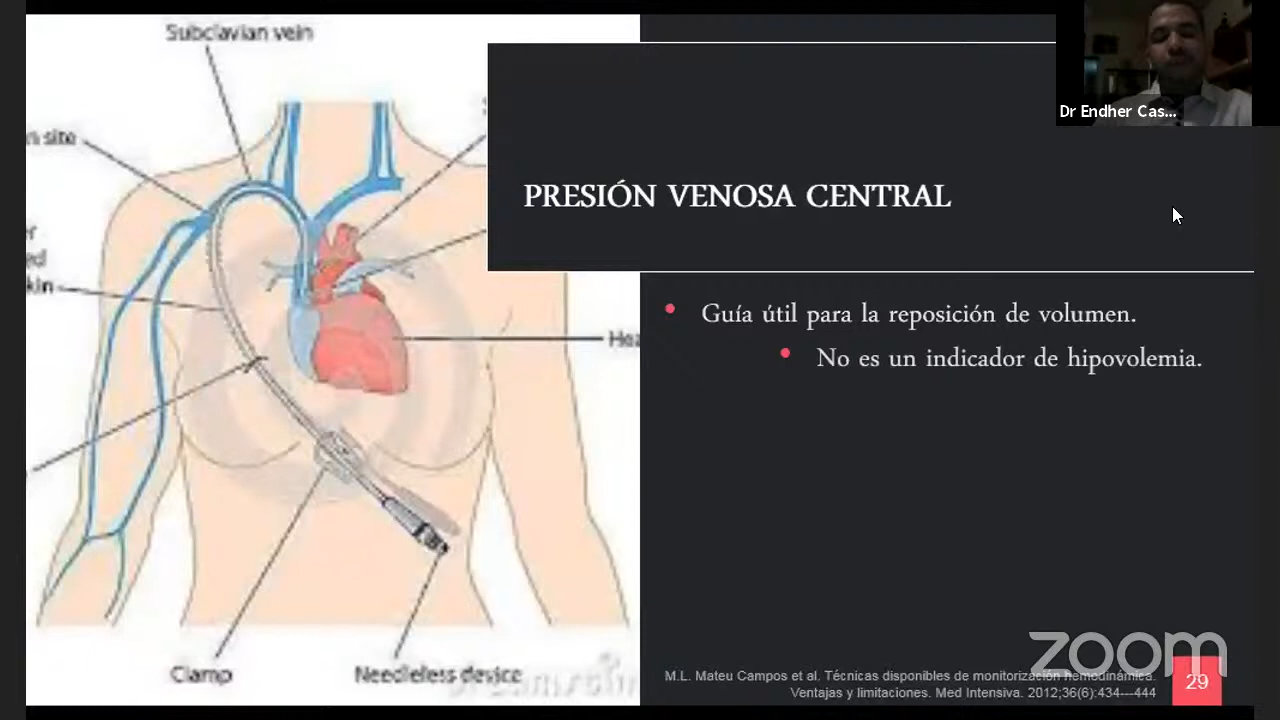 Subclavian vein
n site
kin
Hea
Clamp
Needleless device
Dr Endher Cas...
PRESIÓN VENOSA CENTRAL
• Guía útil para la reposición de volumen.
• No es un indicador de hipovolemia.
zoom
M.L. Mateu Campos et al. Técnicas disponibles de monitorización hemodinámica.
Ventajas y limitaciones. Med Intensiva. 2012;36(6):434---444
29